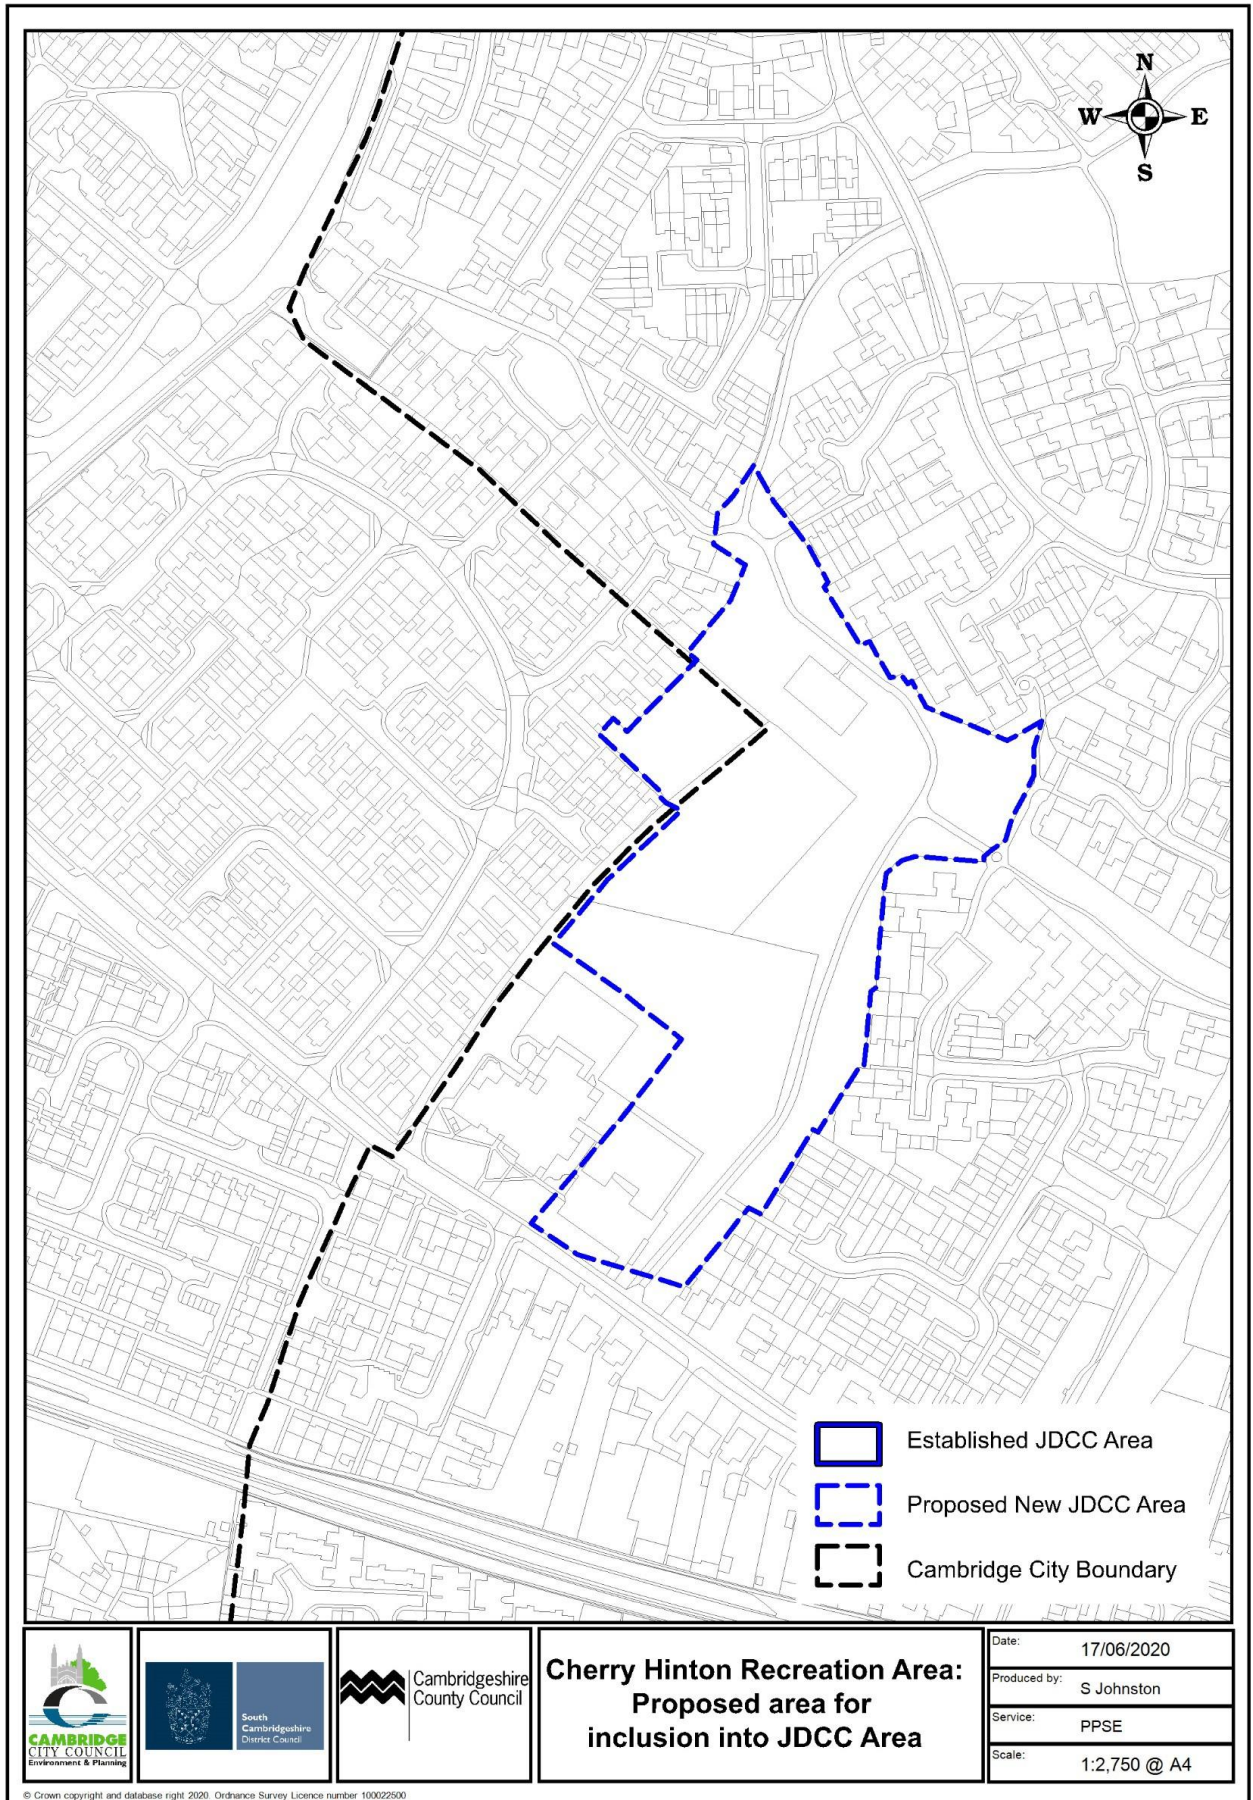 N
W E
S
Established JDCC Area
Proposed New JDCC Area
Cambridge City Boundary
CAMBRIDGE
CITY COUNCIL
Environment & Planning
South
Cambridgeshire
District Council
Cambridgeshire
County Council
Cherry Hinton Recreation Area:
Proposed area for
inclusion into JDCC Area
Date: 17/06/2020
Produced by: S Johnston
Service: PPSE
Scale: 1:2,750 @ A4
© Crown copyright and database right 2020. Ordnance Survey Licence number 100022500